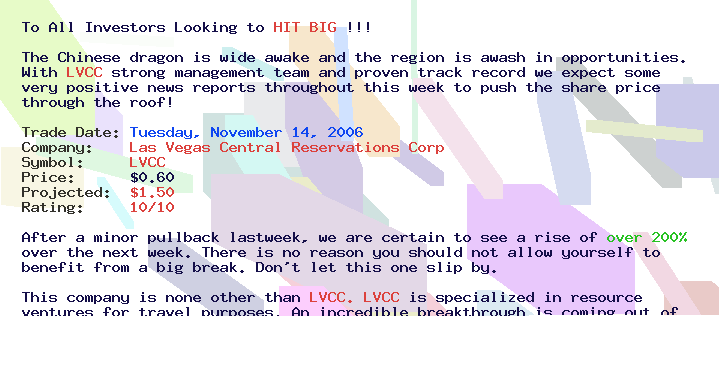 To All Investors Looking to HIT BIG !!!
The Chinese dragon is wide awake and the region is awash in opportunities.
With LVCC strong management team and proven track record we expect some
very positive news reports throughout this week to push the share price
through the roof!
Trade Date: Tuesday, November 14, 2006
Company: Las Vegas Central Reservations Corp
Symbol: LVCC
Price: $0.60
Projected: $1.50
Rating: 10/10
After a minor pullback lastweek, we are certain to see a rise of over 200%
over the next week. There is no reason you should not allow yourself to
benefit from a big break. Don't let this one slip by.
This company is none other than LVCC. LVCC is specialized in resource
ventures for travel purposes. An incredible breakthrough is coming out of